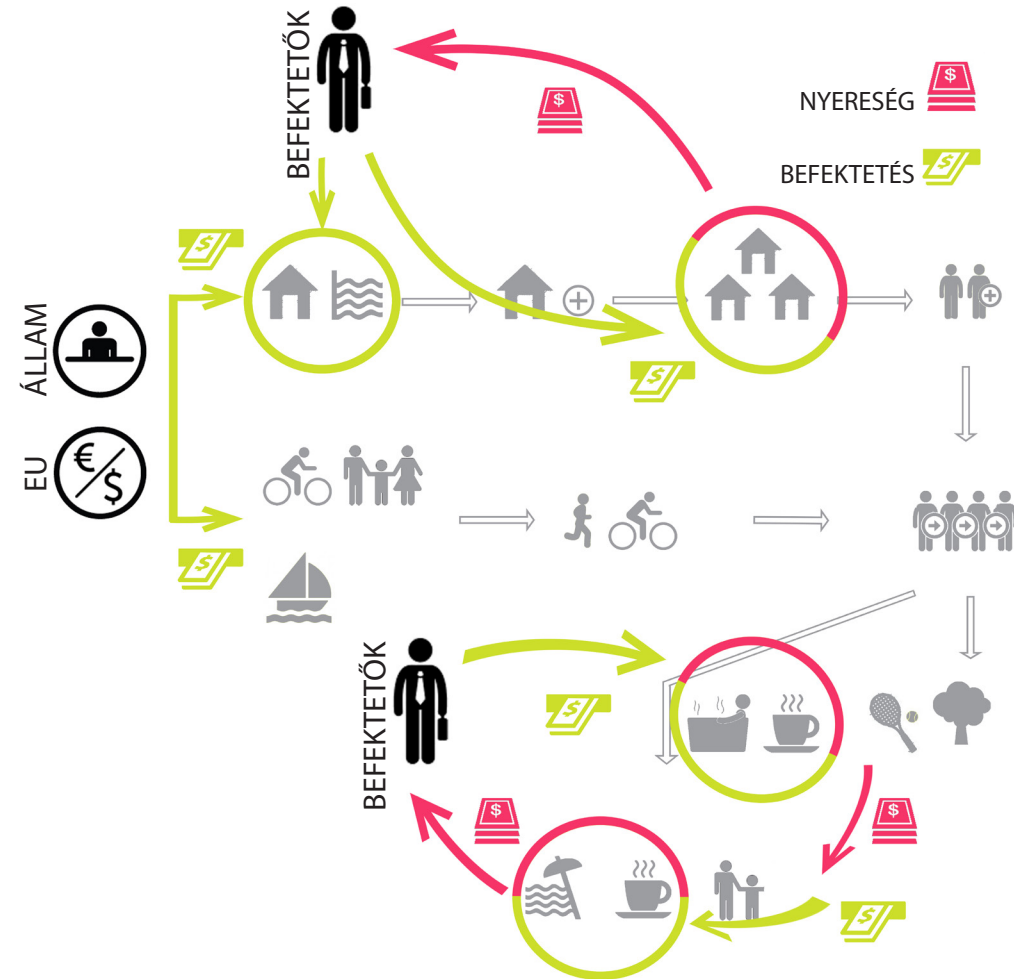 BEFEKTETŐK
NYERESÉG
$
$
BEFEKTETÉS
$
$
ÁLLAM
$
EU
€/$
$
BEFEKTETŐK
$
$
$
$